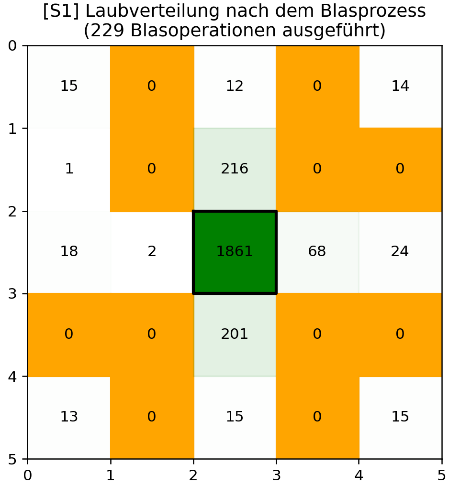 [S1] Laubverteilung nach dem Blasprozess
(229 Blasoperationen ausgeführt)
0
15 0 12 0 14
1
1 0 216 0 0
2
18 2 1861 68 24
3
0 0 201 0 0
4
13 0 15 0 15
5
0 1 2 3 4 5